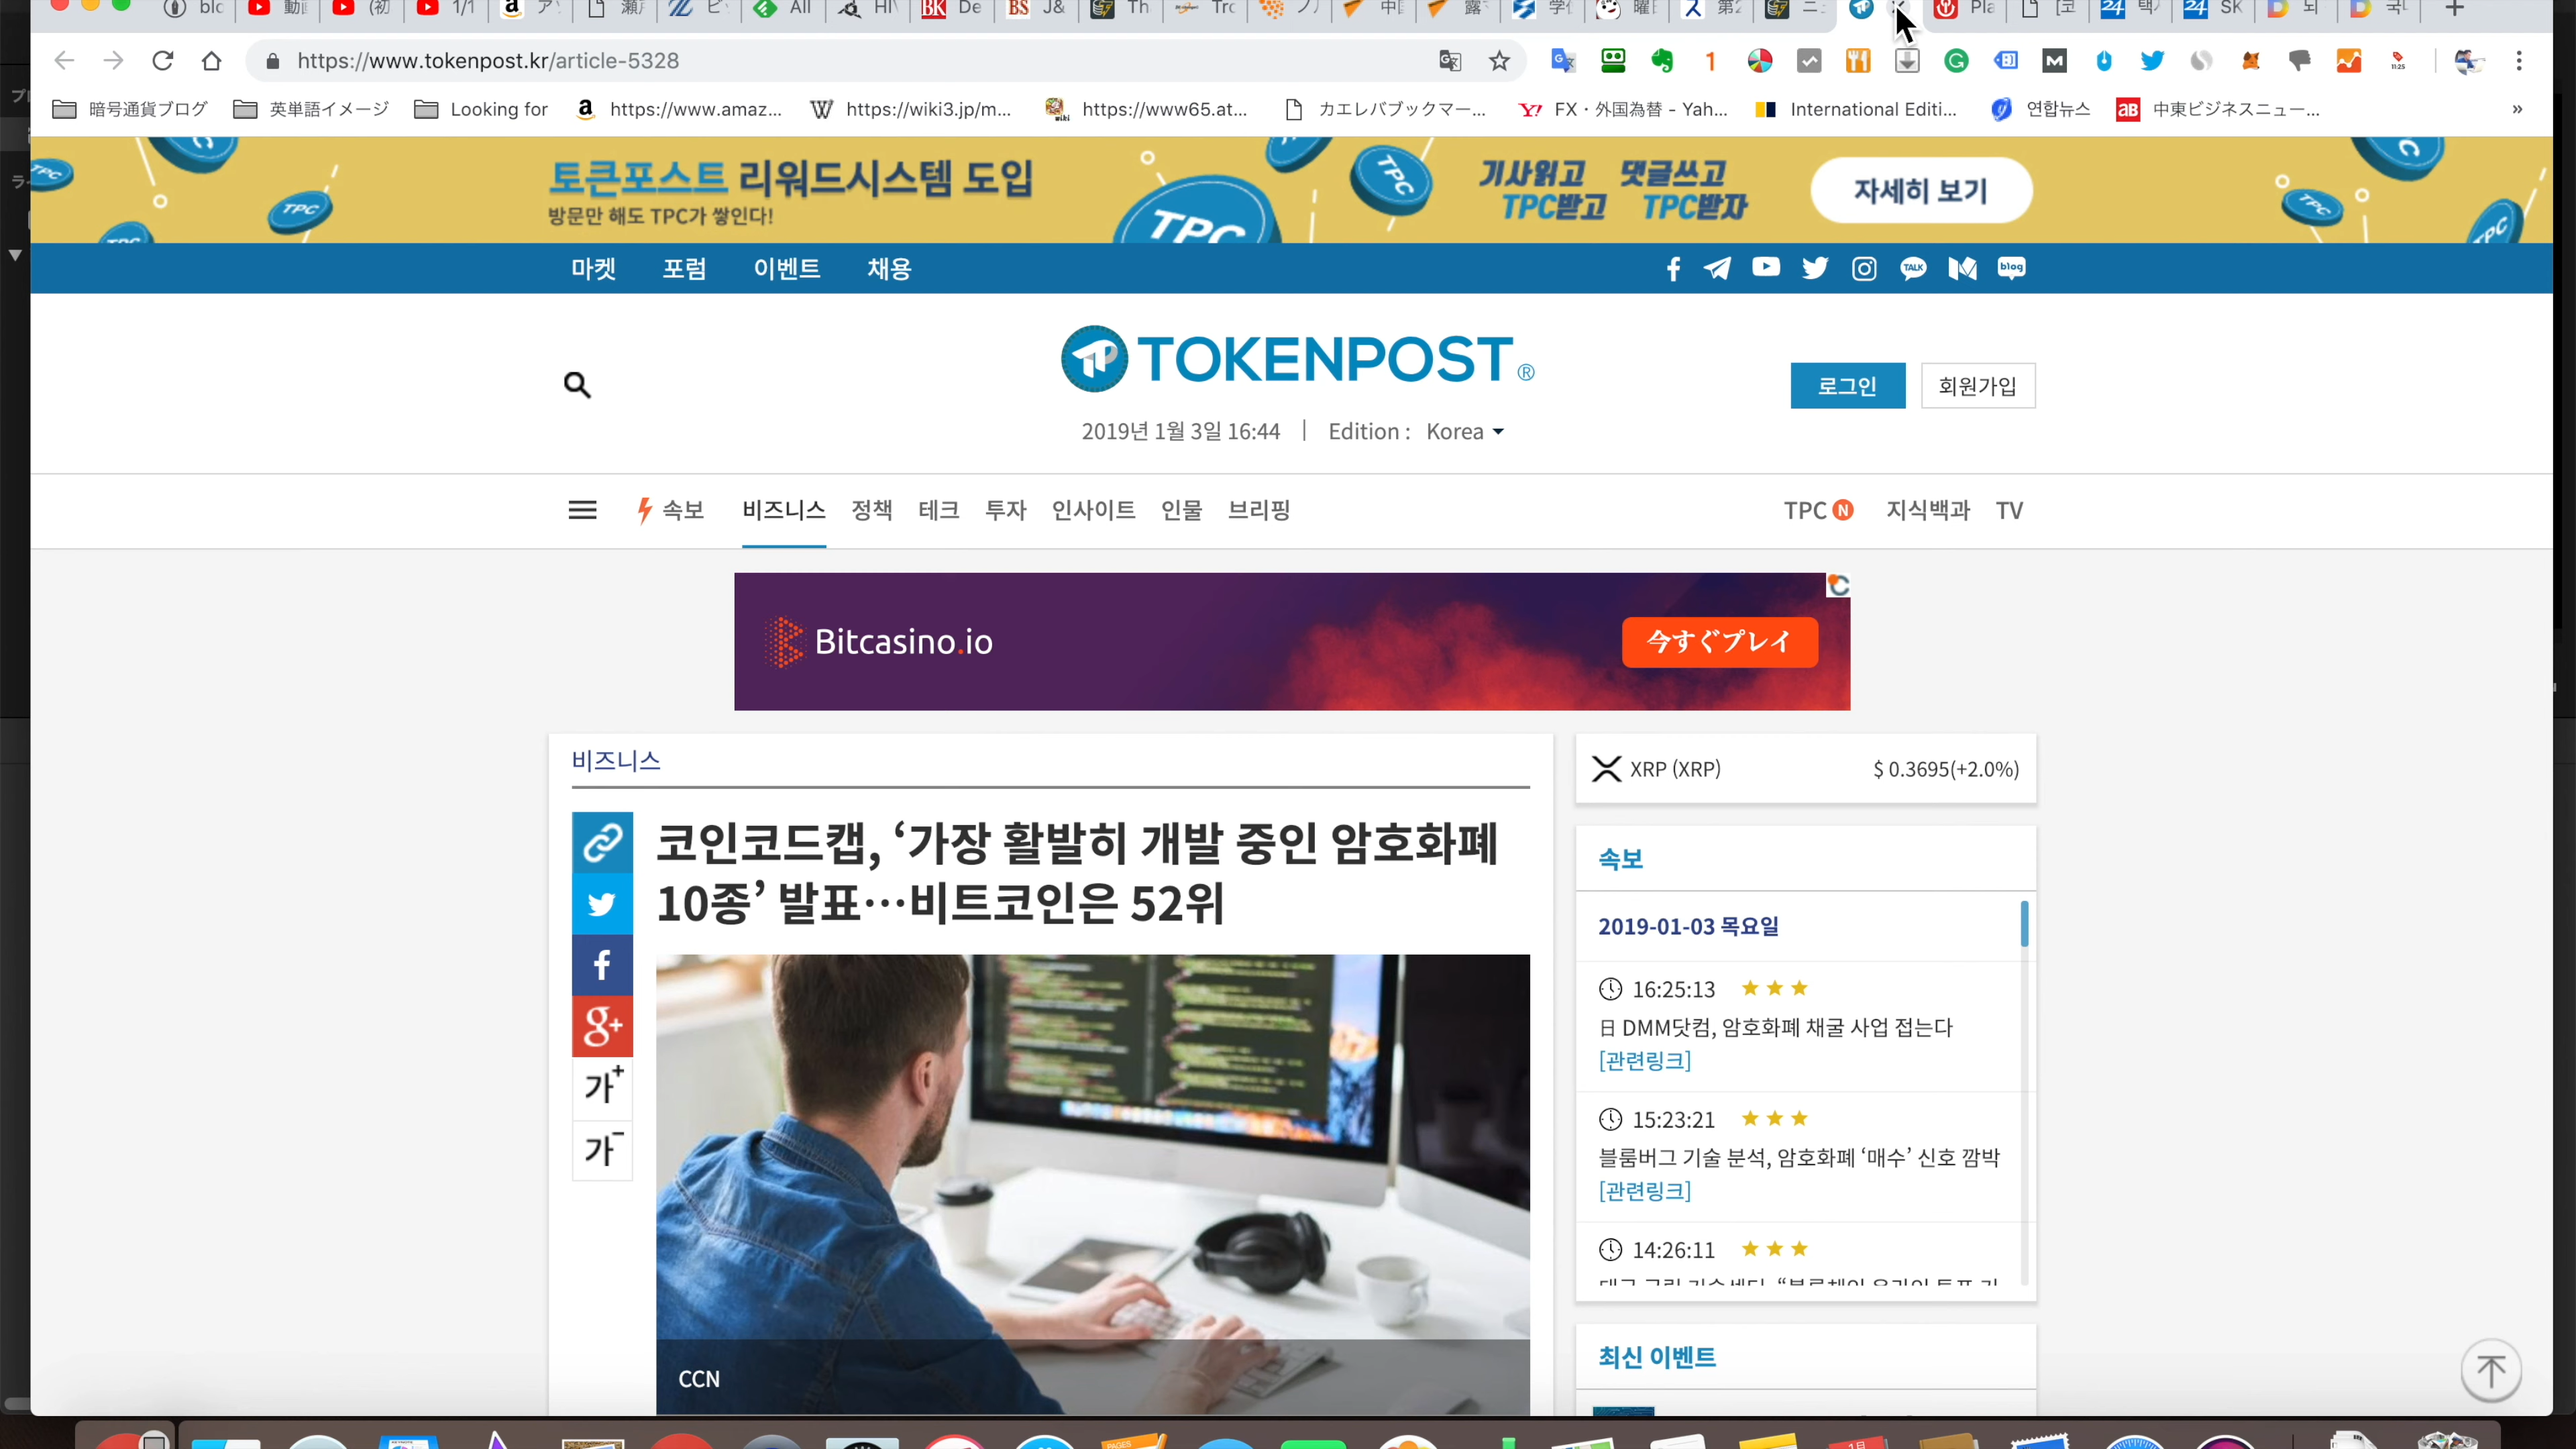 https://www.tokenpost.kr/article-5328
暗号通貨ブログ
英単語イメージ
Looking for
https://www.amaz...
https://wiki3.jp/m...
https://www65.at...
カエレバブックマー...
FX・外国為替 - Yah...
International Editi...
연합뉴스
中東ビジネスニュー...
»
토큰포스트 리워드시스템 도입
방문만 해도 TPC가 쌓인다!
TPC
기사읽고 댓글쓰고
TPC받고 TPC받자
자세히 보기
마켓 포럼 이벤트 채용
TALK
blog
TOKENPOST®
로그인
회원가입
2019년 1월 3일 16:44 | Edition : Korea
속보 비즈니스 정책 테크 투자 인사이트 인물 브리핑
TPC N 지식백과 TV
Bitcasino.io
今すぐプレイ
비즈니스
코인코드캡, ‘가장 활발히 개발 중인 암호화폐
10종’ 발표…비트코인은 52위
가+
가-
CCN
XRP (XRP) $ 0.3695(+2.0%)
속보
2019-01-03 목요일
16:25:13 ★ ★ ★
日 DMM닷컴, 암호화폐 채굴 사업 접는다
[관련링크]
15:23:21 ★ ★ ★
블룸버그 기술 분석, 암호화폐 ‘매수’ 신호 깜박
[관련링크]
14:26:11 ★ ★ ★
최신 이벤트